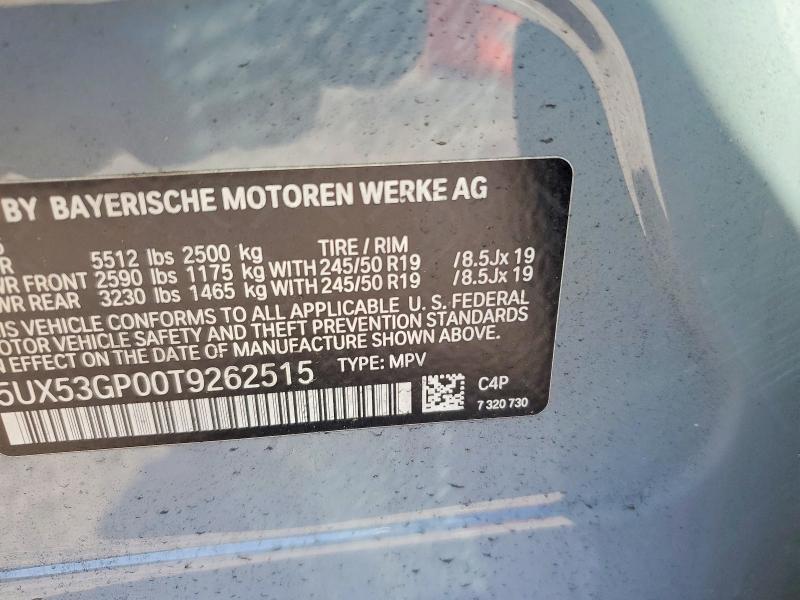 BY BAYERISCHE MOTOREN WERKE AG
R 5512 lbs 2500 kg TIRE / RIM
WR FRONT 2590 lbs 1175 kg WITH 245/50 R19 /8.5Jx 19
WR REAR 3230 lbs 1465 kg WITH 245/50 R19 /8.5Jx 19
IS VEHICLE CONFORMS TO ALL APPLICABLE U. S. FEDERAL
MOTOR VEHICLE SAFETY AND THEFT PREVENTION STANDARDS
N EFFECT ON THE DATE OF MANUFACTURE SHOWN ABOVE.
5UX53GP00T9262515 TYPE: MPV
C4P
7 320 730